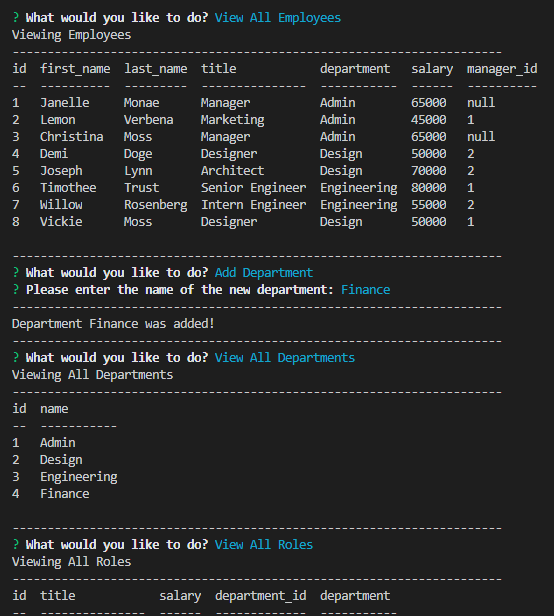 ? What would you like to do? View All Employees
Viewing Employees
----------------------------------------------------------------------
id  first_name  last_name  title            department   salary  manager_id
--  ----------  ---------  ---------------  -----------  ------  ----------
1   Janelle     Monae      Manager          Admin        65000   null
2   Lemon       Verbena    Marketing        Admin        45000   1
3   Christina   Moss       Manager          Admin        65000   null
4   Demi        Doge       Designer         Design       50000   2
5   Joseph      Lynn       Architect        Design       70000   2
6   Timothee    Trust      Senior Engineer  Engineering  80000   1
7   Willow      Rosenberg  Intern Engineer  Engineering  55000   2
8   Vickie      Moss       Designer         Design       50000   1
----------------------------------------------------------------------
? What would you like to do? Add Department
? Please enter the name of the new department: Finance
----------------------------------------------------------------------
Department Finance was added!
----------------------------------------------------------------------
? What would you like to do? View All Departments
Viewing All Departments
----------------------------------------------------------------------
id  name
--  -----------
1   Admin
2   Design
3   Engineering
4   Finance
----------------------------------------------------------------------
? What would you like to do? View All Roles
Viewing All Roles
----------------------------------------------------------------------
id  title            salary  department_id  department
--  ---------------  ------  -------------  -----------